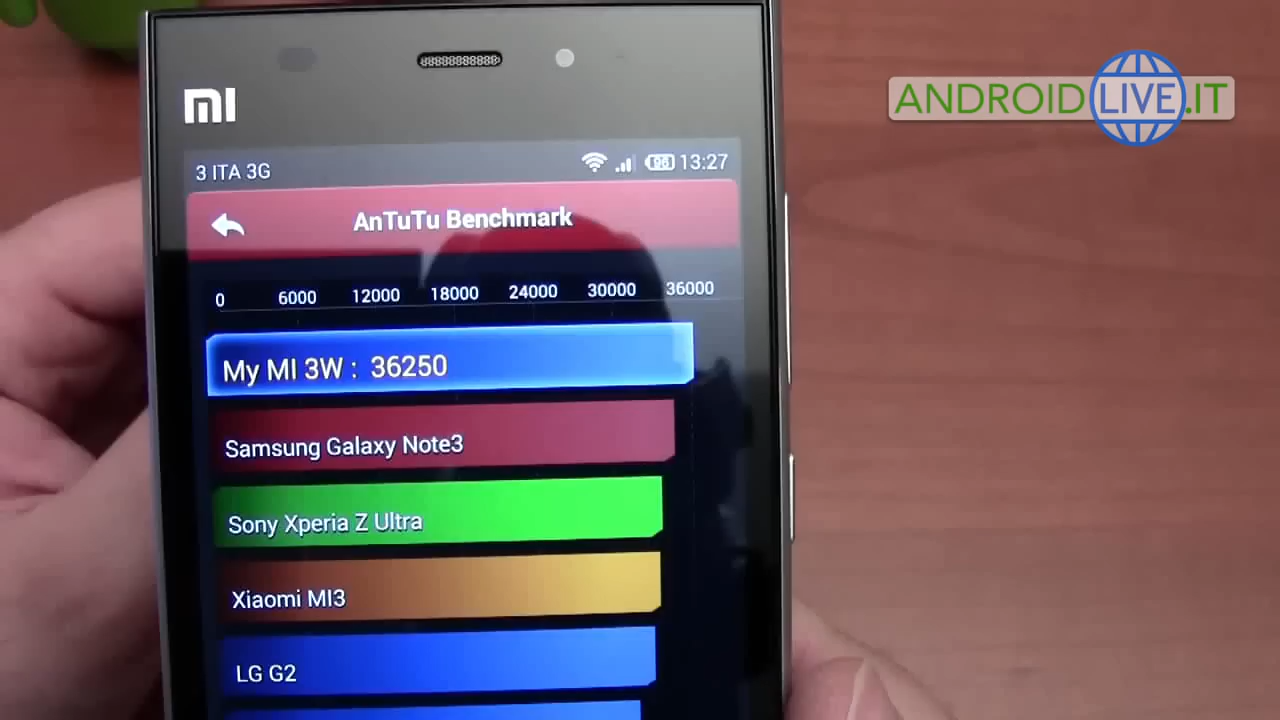 ANDROIDLIVE.IT
MI
3 ITA 3G 96 13:27
AnTuTu Benchmark
0 6000 12000 18000 24000 30000 36000
My MI 3W : 36250
Samsung Galaxy Note3
Sony Xperia Z Ultra
Xiaomi MI3
LG G2